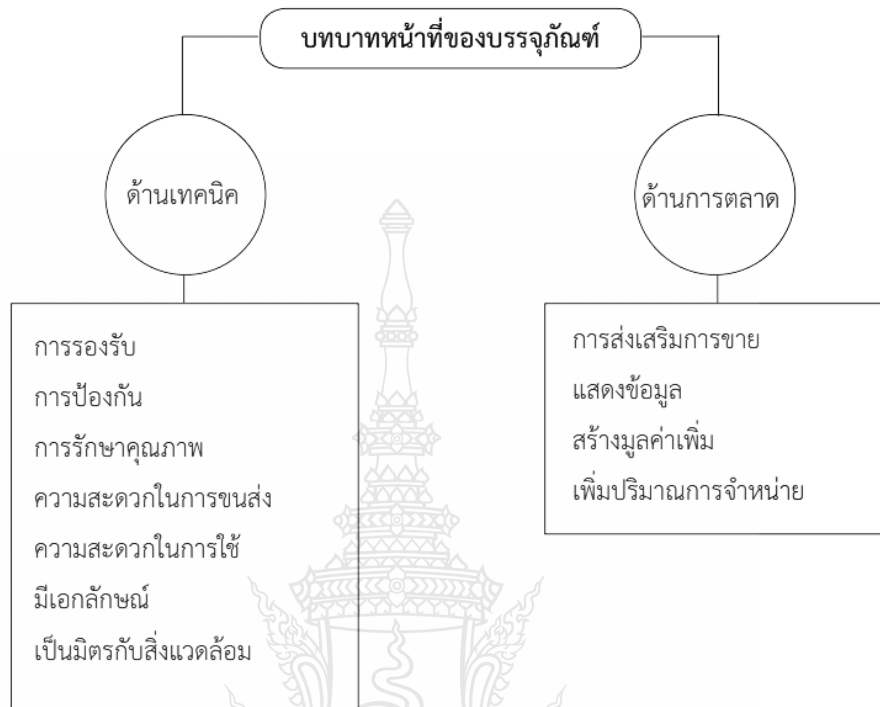 บทบาทหน้าที่ของบรรจุภัณฑ์
ด้านเทคนิค
การรองรับ
การป้องกัน
การรักษาคุณภาพ
ความสะดวกในการขนส่ง
ความสะดวกในการใช้
มีเอกลักษณ์
เป็นมิตรกับสิ่งแวดล้อม
ด้านการตลาด
การส่งเสริมการขาย
แสดงข้อมูล
สร้างมูลค่าเพิ่ม
เพิ่มปริมาณการจำหน่าย